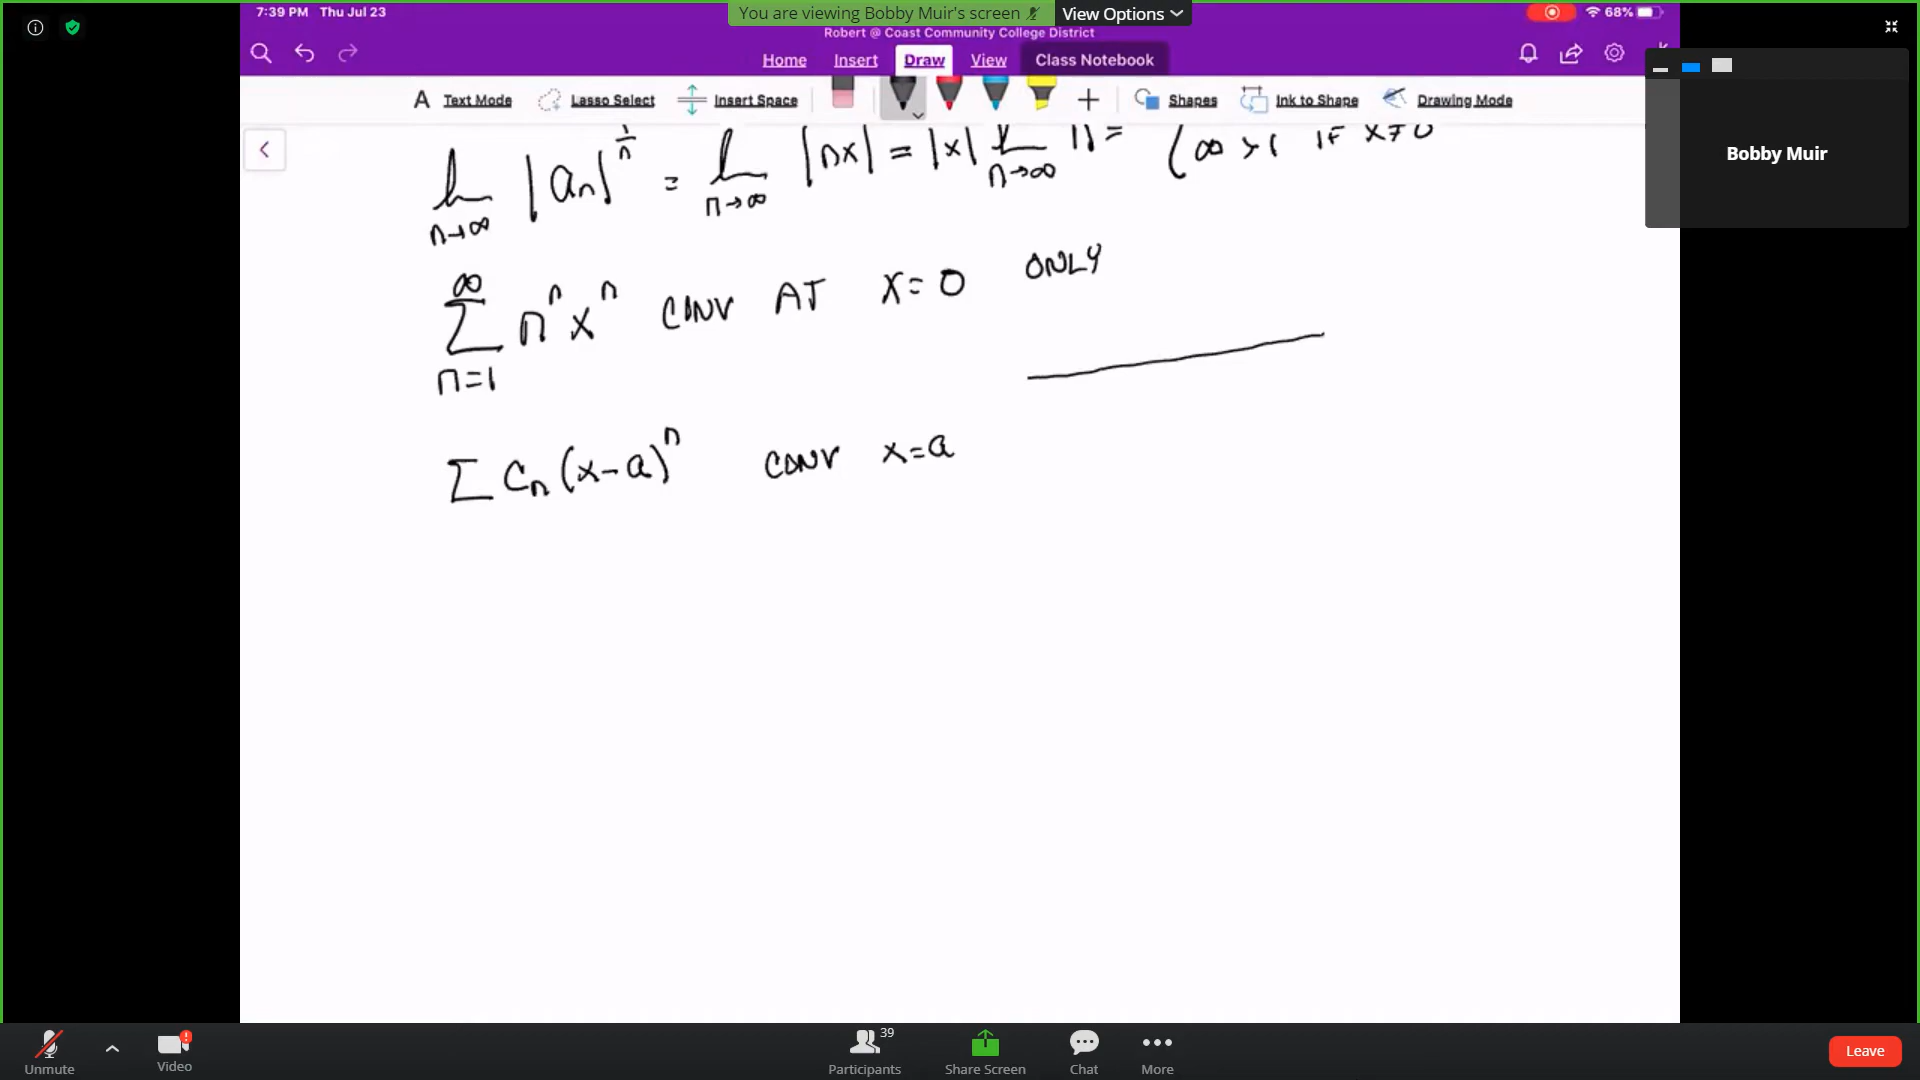 7:39 PM Thu Jul 23
You are viewing Bobby Muir's screen
View Options
68%
Robert @ Coast Community College District
Home Insert Draw View Class Notebook
Text Mode Lasso Select Insert Space Shapes Ink to Shape Drawing Mode
Bobby Muir
lim n→∞ |aₙ|^(1/n) = lim n→∞ |nx| = |x| lim n→∞ n = { ∞ >1 IF x≠0
∞ ∑ n=1 nⁿ xⁿ CONV AT x=0 ONLY
∑ Cₙ (x-a)ⁿ CONV x=a
Unmute
Video
39
Participants
Share Screen
Chat
More
Leave